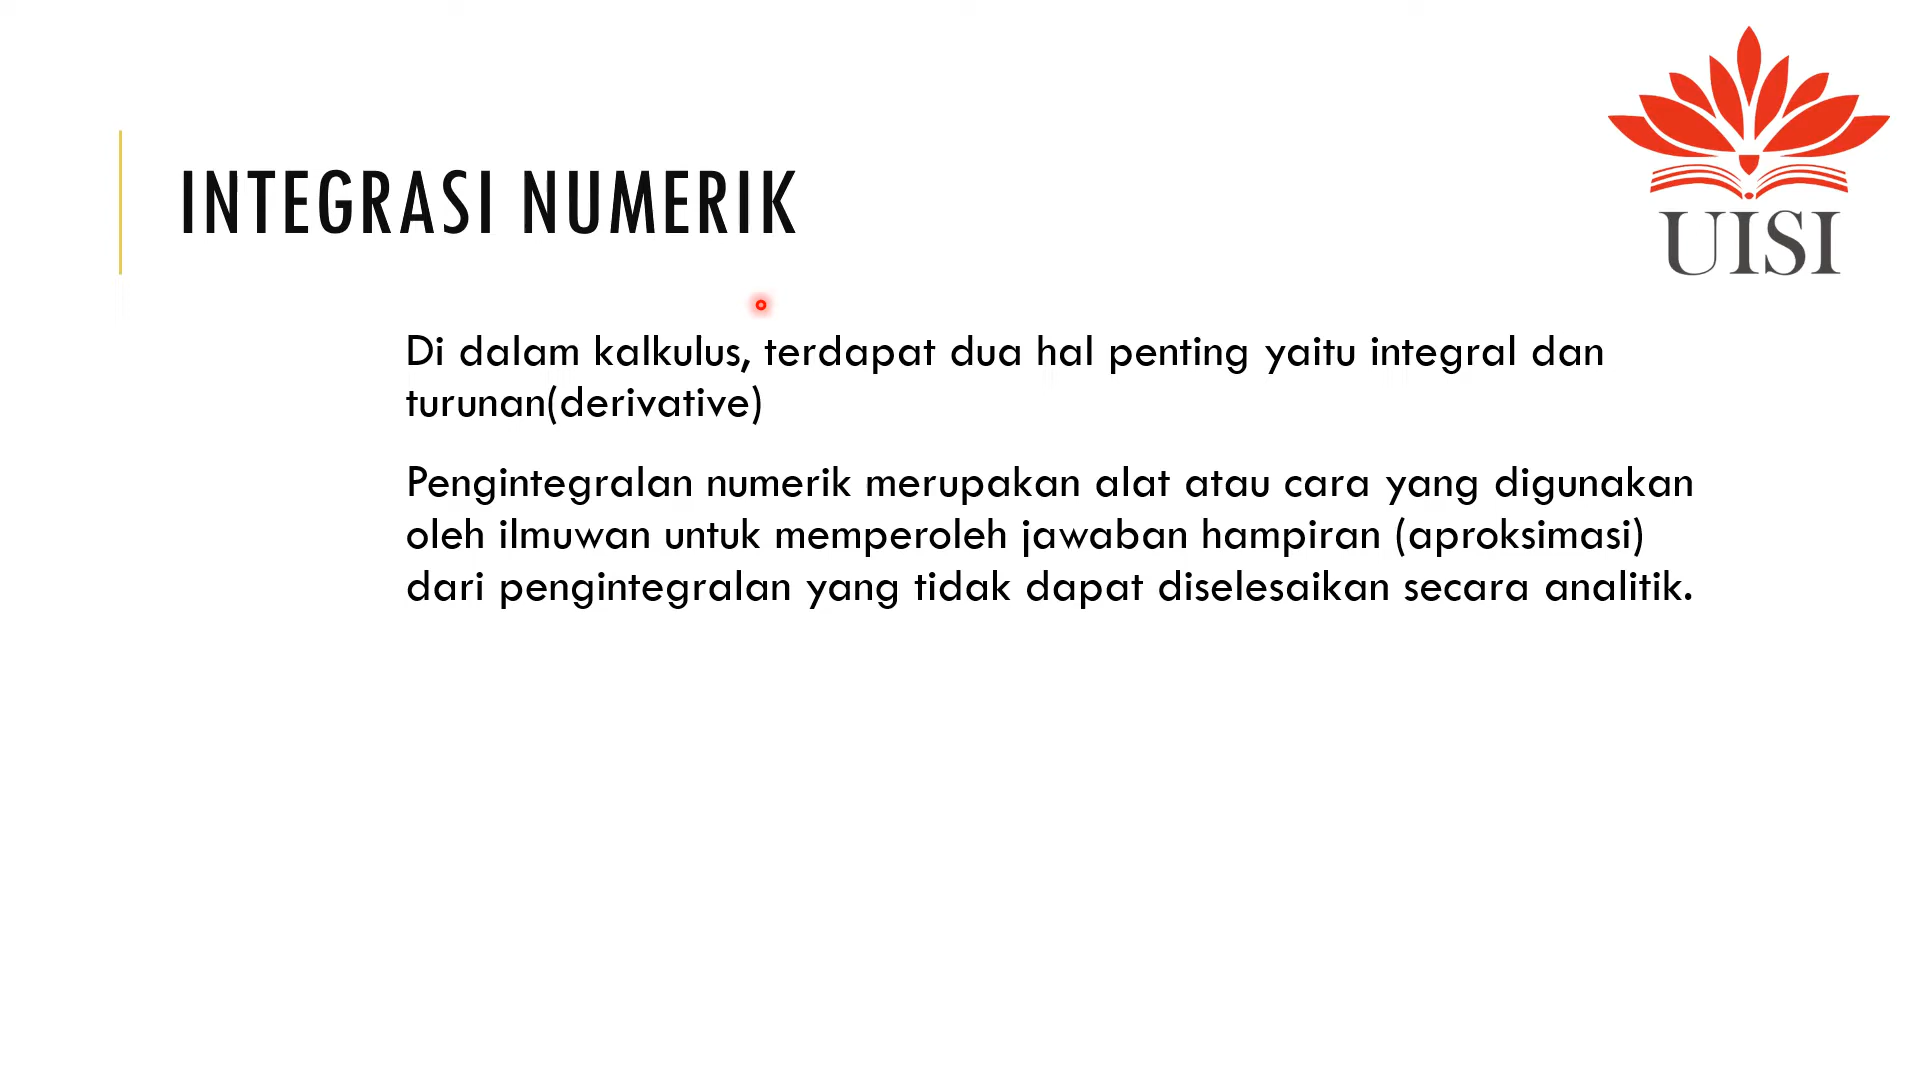 INTEGRASI NUMERIK
UISI
Di dalam kalkulus, terdapat dua hal penting yaitu integral dan
turunan(derivative)
Pengintegralan numerik merupakan alat atau cara yang digunakan
oleh ilmuwan untuk memperoleh jawaban hampiran (aproksimasi)
dari pengintegralan yang tidak dapat diselesaikan secara analitik.